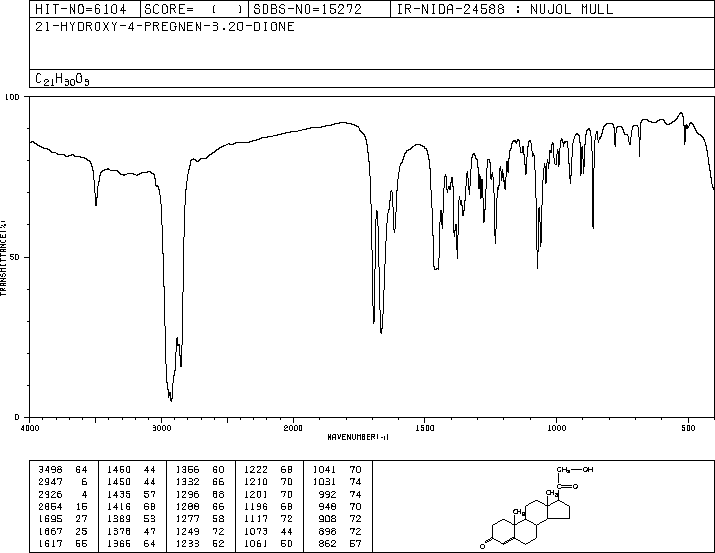 HIT-NO=6104 SCORE= ( ) SDBS-NO=15272 IR-NIDA-24588 : NUJOL MULL
21-HYDROXY-4-PREGNEN-3,20-DIONE
C21H30O3
100
50
0
TRANSMITTANCE(%)
4000 3000 2000 1500 1000 500
WAVENUMBER(-1)
3498 64 1460 44 1356 60 1222 68 1041 70
2947 6 1450 44 1332 66 1210 70 1031 74
2926 4 1435 57 1296 66 1201 70 992 74
2854 15 1416 68 1288 66 1196 68 948 70
1695 27 1389 53 1277 58 1117 72 908 72
1667 25 1378 47 1249 72 1073 44 898 72
1617 55 1366 64 1233 52 1061 50 862 57
CH2—OH
CH3 C=O
CH3
O